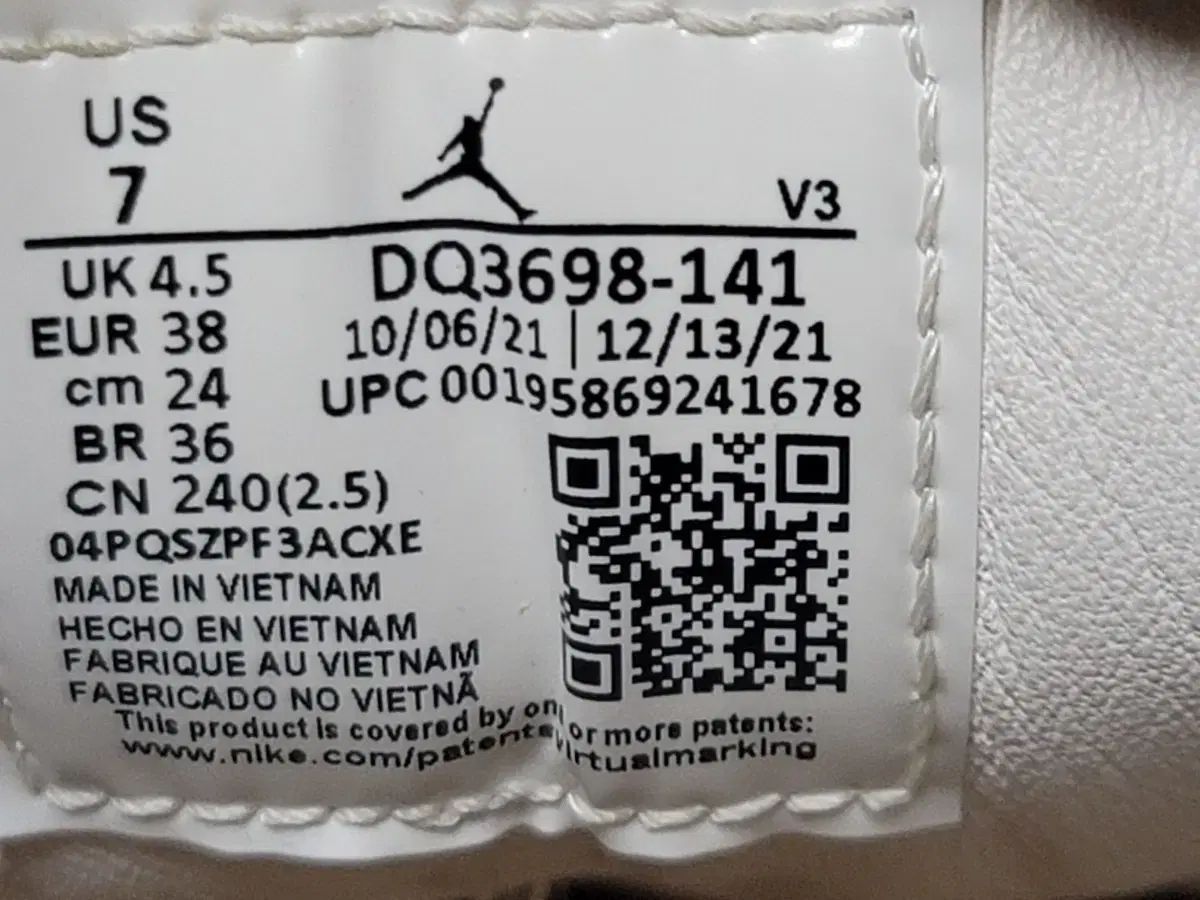 US
7
V3
UK 4.5
EUR 38
cm 24
BR 36
CN 240(2.5)
DQ3698-141
10/06/21 | 12/13/21
UPC 00195869241678
04PQSZPF3ACXE
MADE IN VIETNAM
HECHO EN VIETNAM
FABRIQUE AU VIETNAM
FABRICADO NO VIETNÃ
This product is covered by on or more patents:
www.nike.com/patents virtualmarking